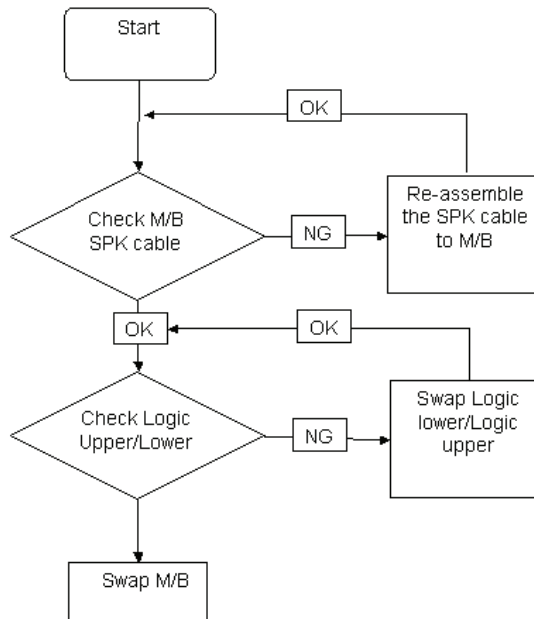 Start
OK
Check M/B
SPK cable
NG
Re-assemble
the SPK cable
to M/B
OK
OK
Check Logic
Upper/Lower
NG
Swap Logic
lower/Logic
upper
Swap M/B